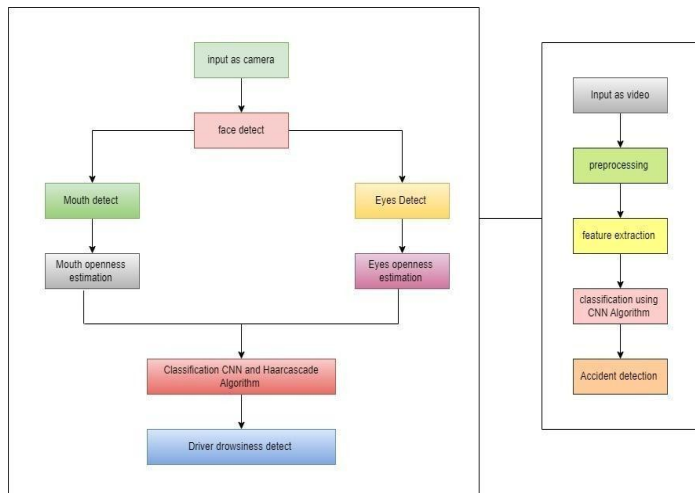 input as camera
face detect
Mouth detect
Eyes Detect
Mouth openness
estimation
Eyes openness
estimation
Classification CNN and Haarcascade
Algorithm
Driver drowsiness detect
Input as video
preprocessing
feature extraction
classification using
CNN Algorithm
Accident detection